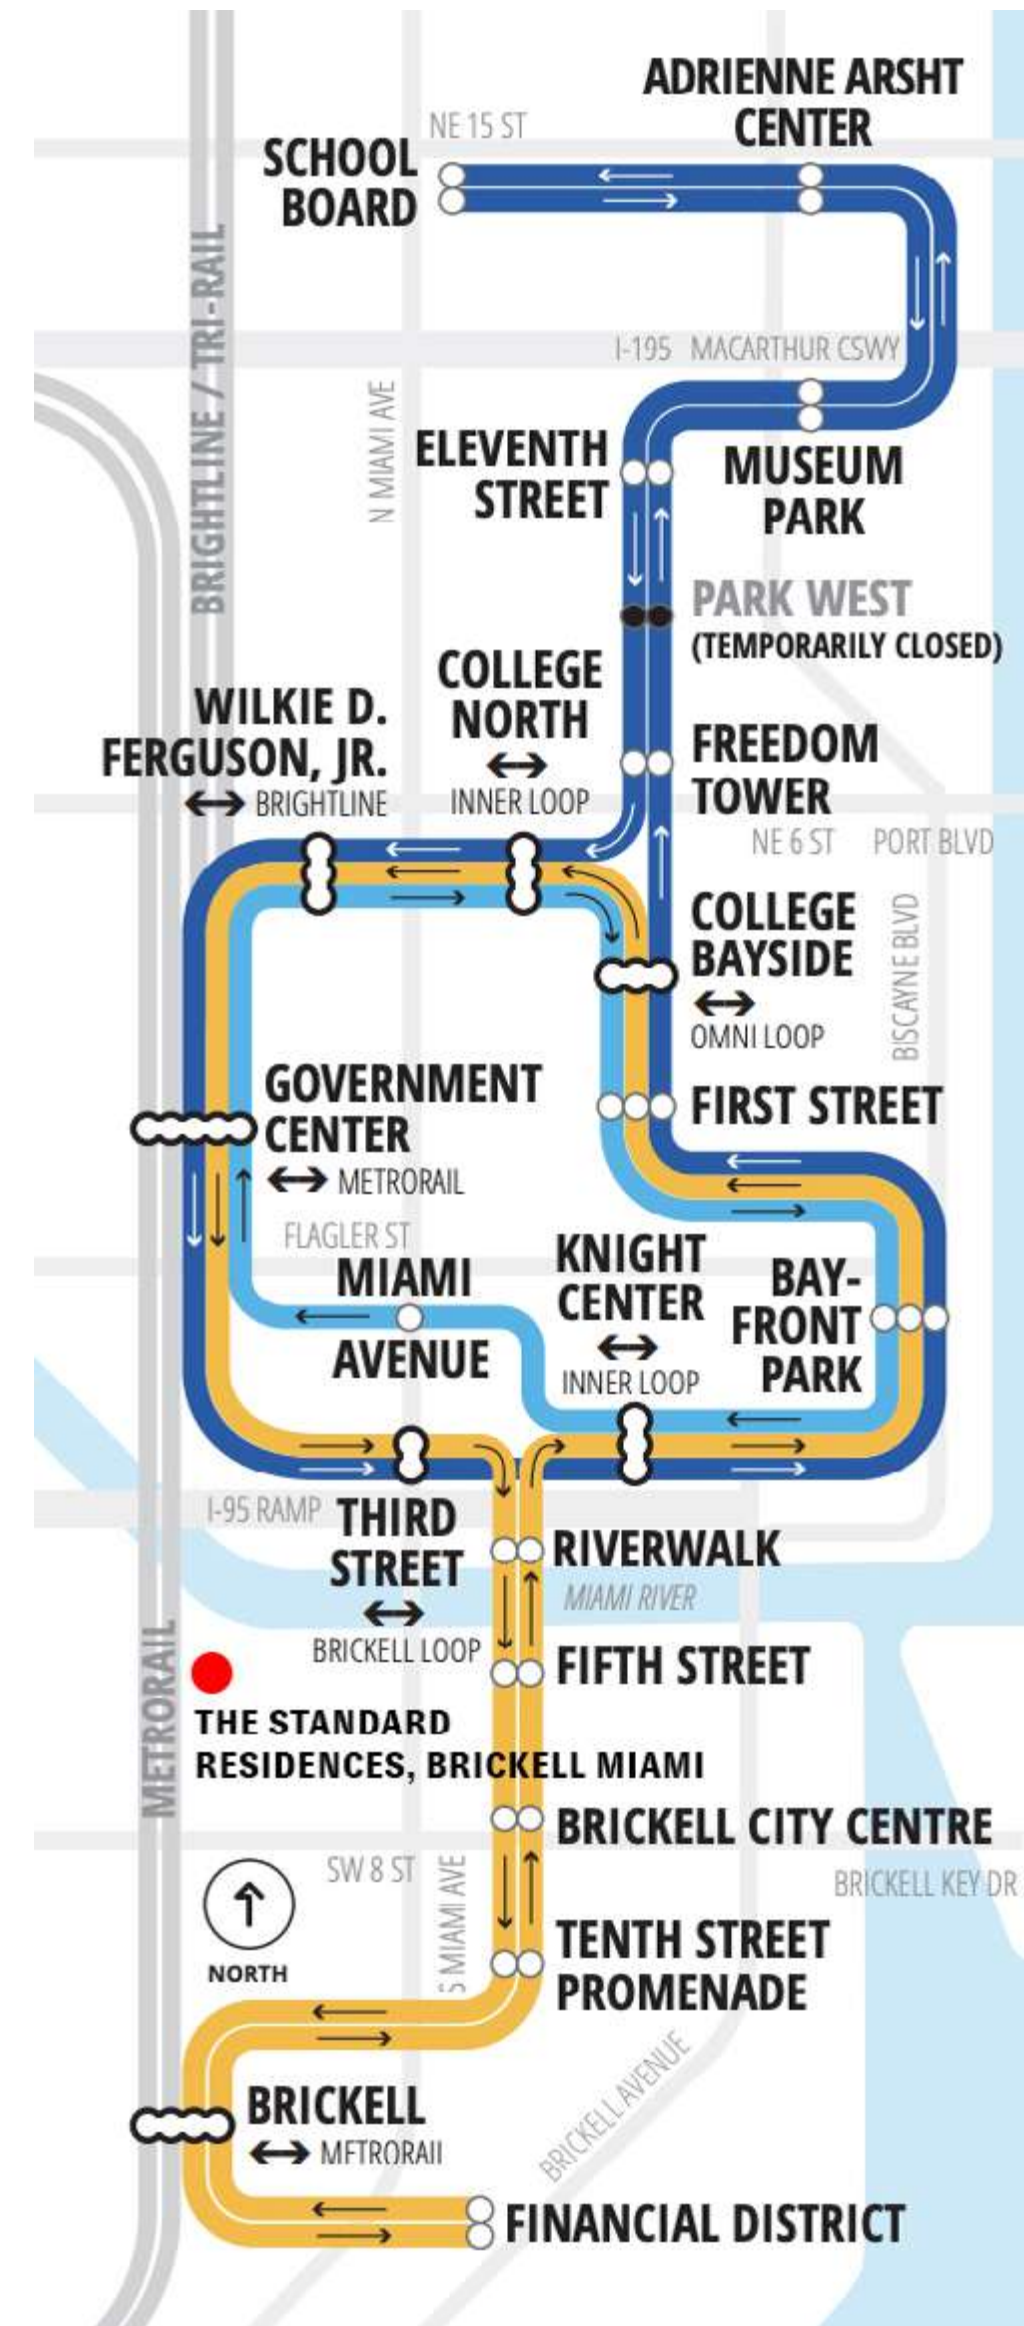 ADRIENNE ARSHT
CENTER
NE 15 ST
SCHOOL
BOARD
BRIGHTLINE / TRI-RAIL
I-195 MACARTHUR CSWY
N MIAMI AVE
ELEVENTH
STREET
MUSEUM
PARK
PARK WEST
(TEMPORARILY CLOSED)
COLLEGE
NORTH
INNER LOOP
WILKIE D.
FERGUSON, JR.
BRIGHTLINE
FREEDOM
TOWER
NE 6 ST PORT BLVD
COLLEGE
BAYSIDE
OMNI LOOP
BISCAYNE BLVD
GOVERNMENT
CENTER
METRORAIL
FIRST STREET
FLAGLER ST
MIAMI
AVENUE
KNIGHT
CENTER
INNER LOOP
BAY-
FRONT
PARK
I-95 RAMP
THIRD
STREET
BRICKELL LOOP
RIVERWALK
MIAMI RIVER
METRORAIL
FIFTH STREET
THE STANDARD
RESIDENCES, BRICKELL MIAMI
BRICKELL CITY CENTRE
SW 8 ST
S MIAMI AVE
BRICKELL KEY DR
NORTH
TENTH STREET
PROMENADE
BRICKELL AVENUE
BRICKELL
METRORAIL
FINANCIAL DISTRICT